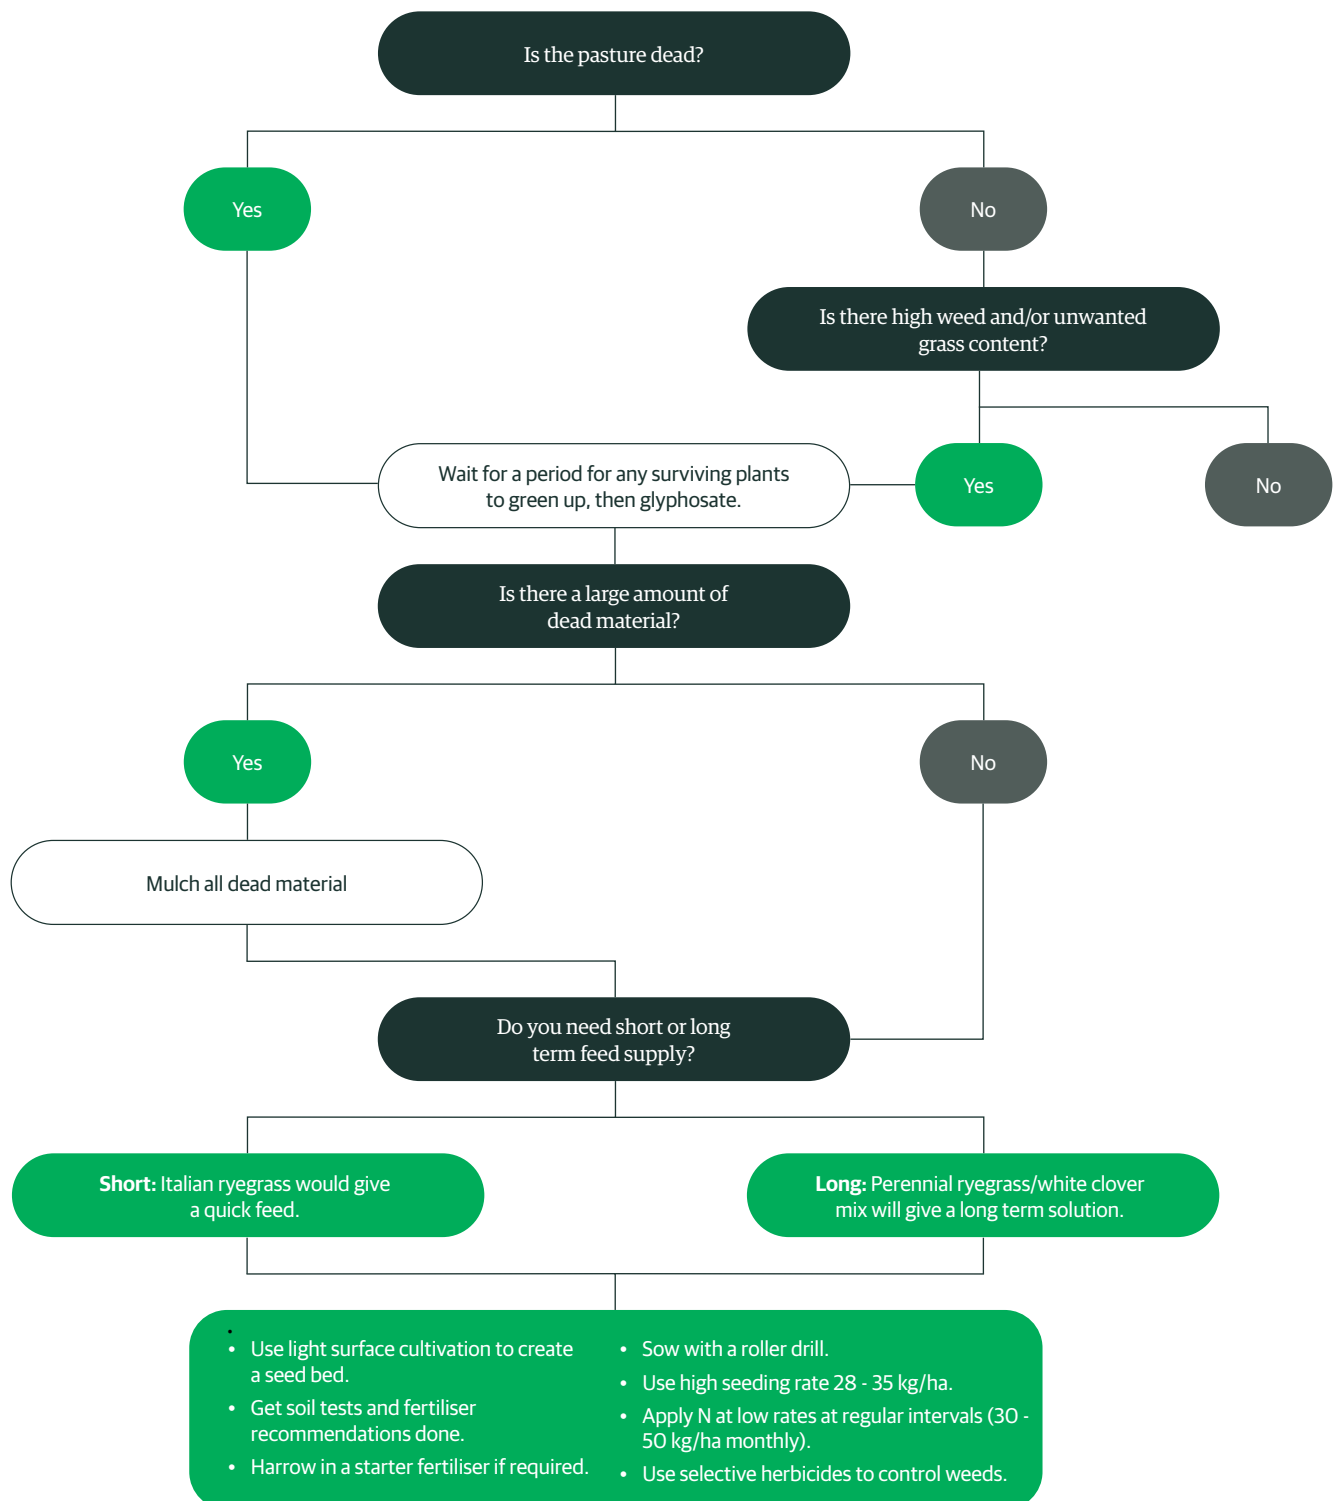 Is the pasture dead?
Yes
No
Is there high weed and/or unwanted
grass content?
Wait for a period for any surviving plants
to green up, then glyphosate.
Yes
No
Is there a large amount of
dead material?
Yes
No
Mulch all dead material
Do you need short or long
term feed supply?
Short: Italian ryegrass would give
a quick feed.
Long: Perennial ryegrass/white clover
mix will give a long term solution.
•
• Use light surface cultivation to create
a seed bed.
• Get soil tests and fertiliser
recommendations done.
• Harrow in a starter fertiliser if required.
• Sow with a roller drill.
• Use high seeding rate 28 - 35 kg/ha.
• Apply N at low rates at regular intervals (30 -
50 kg/ha monthly).
• Use selective herbicides to control weeds.